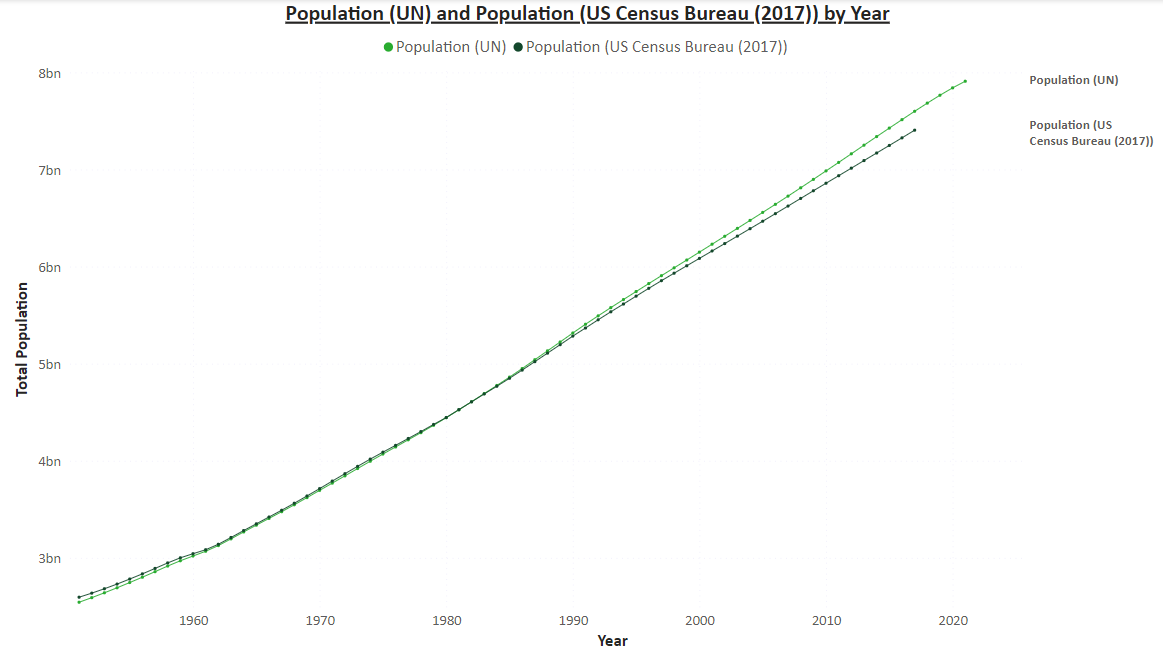 Population (UN) and Population (US Census Bureau (2017)) by Year
Population (UN) Population (US Census Bureau (2017))
8bn
7bn
6bn
5bn
4bn
3bn
Total Population
Population (UN)
Population (US
Census Bureau (2017))
1960 1970 1980 1990 2000 2010 2020
Year